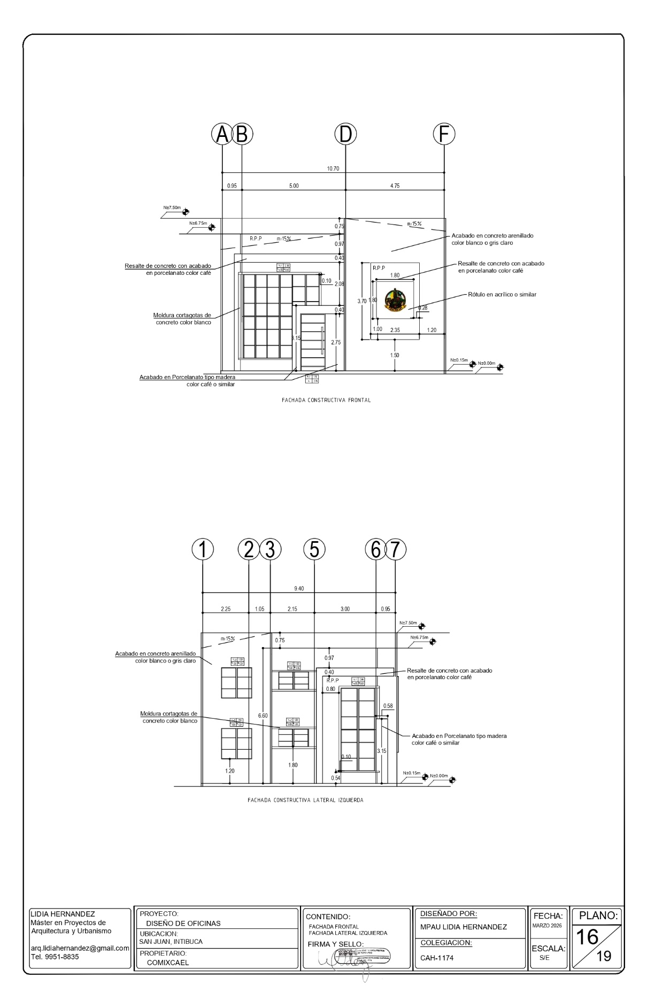 A B D F
10.70
0.95 5.00 4.75
N±7.50m
N±6.75m
0.75
m:15%
R.P.P m:15%
0.97
Acabado en concreto arenillado
color blanco o gris claro
0.40
Resalte de concreto con acabado
en porcelanato color café
V-1
Resalte de concreto con acabado
en porcelanato color café
R.P.P
1.80
0.10
2.08
Rótulo en acrílico o similar
3.70
1.80
0.28
0.40
Moldura cortagotas de
concreto color blanco
1.00
2.35
1.20
3.15
2.75
1.50
N±0.15m
N±0.00m
Acabado en Porcelanato tipo madera
color café o similar
FACHADA CONSTRUCTIVA FRONTAL
1 2 3 5 6 7
9.40
2.25 1.05 2.15 3.00 0.95
N±7.50m
m:15%
0.75
N±6.75m
Acabado en concreto arenillado
color blanco o gris claro
0.97
0.40
Resalte de concreto con acabado
en porcelanato color café
R.P.P
0.80
0.58
6.60
Moldura cortagotas de
concreto color blanco
Acabado en Porcelanato tipo madera
color café o similar
3.15
0.10
1.20
1.80
0.54
N±0.15m
N±0.00m
FACHADA CONSTRUCTIVA LATERAL IZQUIERDA
LIDIA HERNANDEZ
Máster en Proyectos de
Arquitectura y Urbanismo
arq.lidiahernandez@gmail.com
Tel. 9951-8835
PROYECTO:
DISEÑO DE OFICINAS
UBICACION:
SAN JUAN, INTIBUCA
PROPIETARIO:
COMIXCAEL
CONTENIDO:
FACHADA FRONTAL
FACHADA LATERAL IZQUIERDA
FIRMA Y SELLO:
DISEÑADO POR:
MPAU LIDIA HERNANDEZ
COLEGIACION:
CAH-1174
FECHA:
MARZO 2026
ESCALA:
S/E
PLANO:
16
19